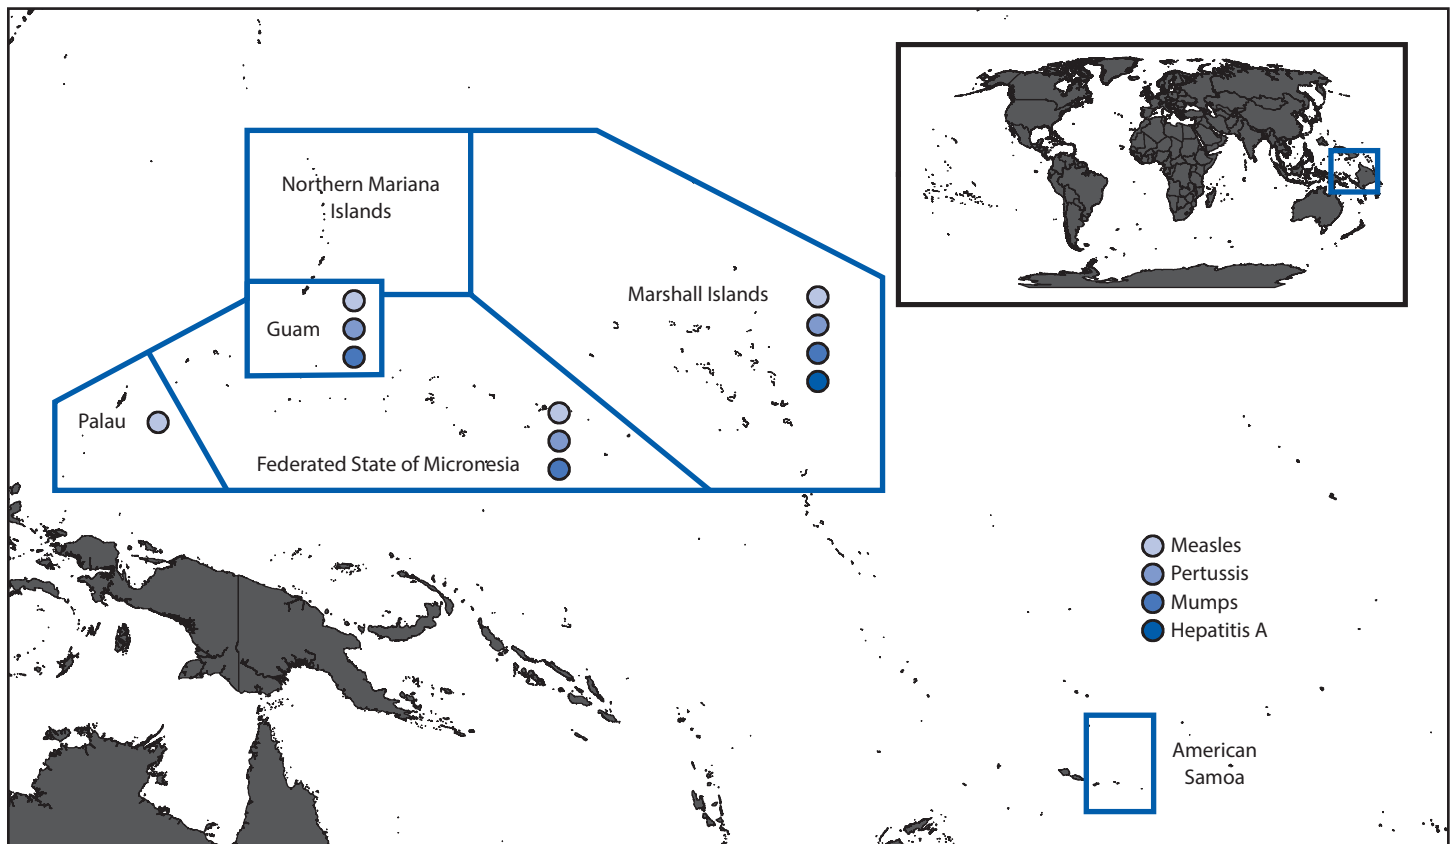 Northern Mariana
Islands
Marshall Islands
Guam
Palau
Federated State of Micronesia
Measles
Pertussis
Mumps
Hepatitis A
American
Samoa